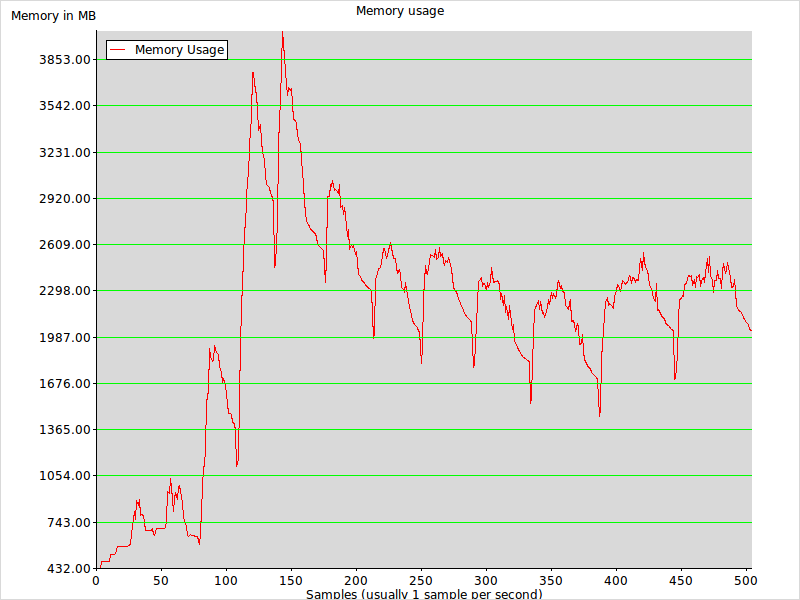 Memory usage
Memory in MB
Memory Usage
3853.00
3542.00
3231.00
2920.00
2609.00
2298.00
1987.00
1676.00
1365.00
1054.00
743.00
432.00
0 50 100 150 200 250 300 350 400 450 500
Samples (usually 1 sample per second)